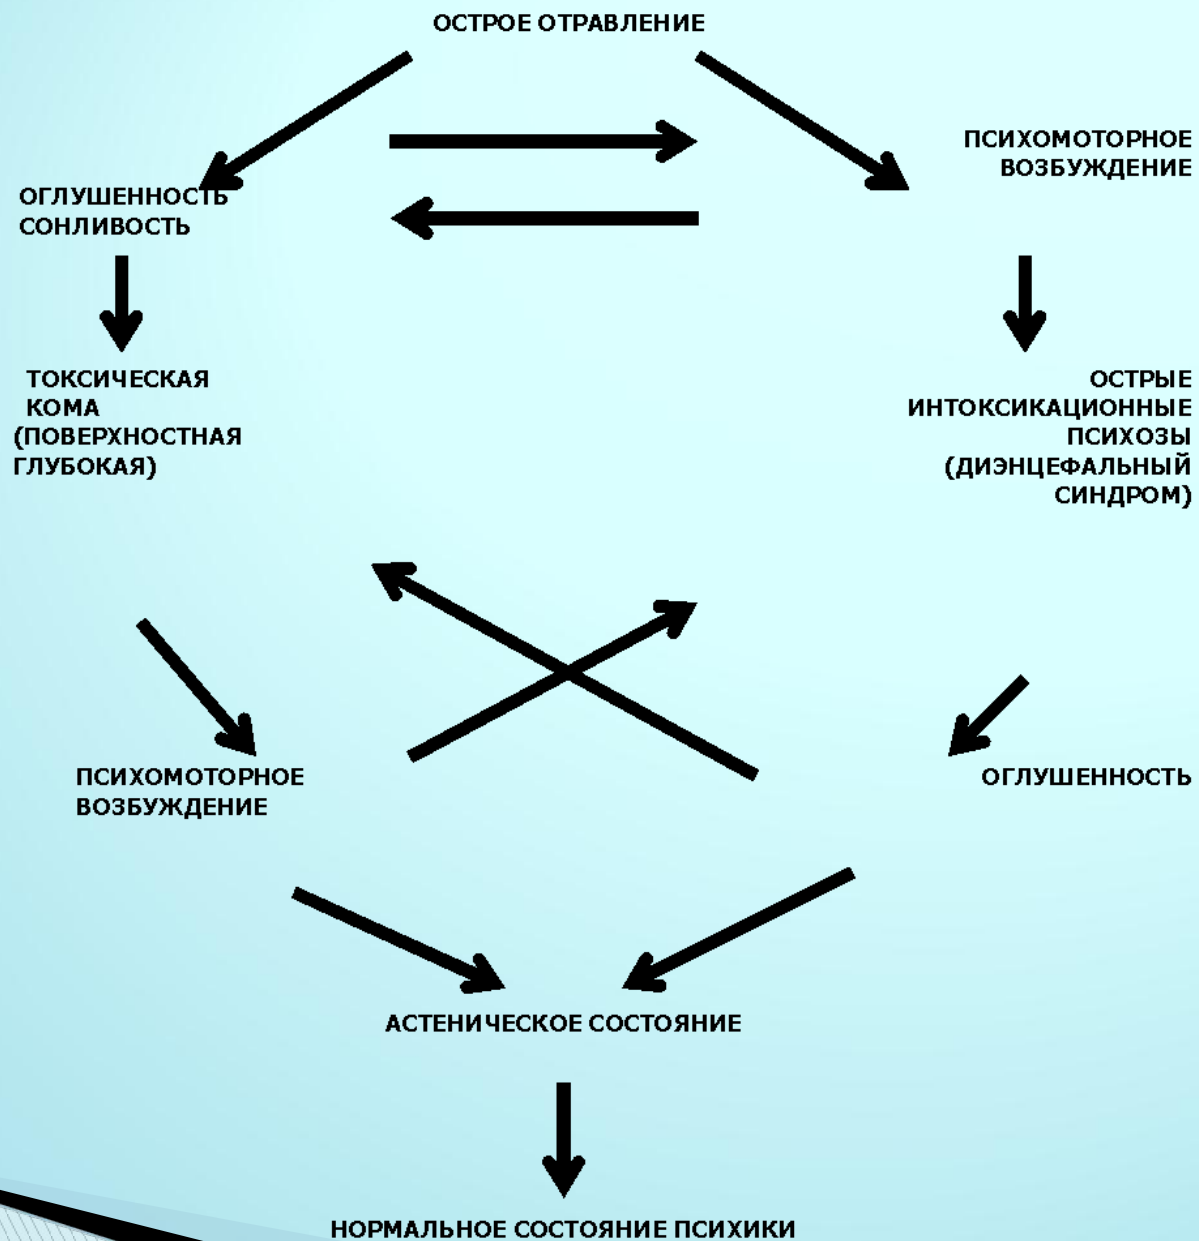 ОСТРОЕ ОТРАВЛЕНИЕ
ПСИХОМОТОРНОЕ
ВОЗБУЖДЕНИЕ
ОГЛУШЕННОСТЬ
СОНЛИВОСТЬ
ТОКСИЧЕСКАЯ
КОМА
(ПОВЕРХНОСТНАЯ
ГЛУБОКАЯ)
ОСТРЫЕ
ИНТОКСИКАЦИОННЫЕ
ПСИХОЗЫ
(ДИЭНЦЕФАЛЬНЫЙ
СИНДРОМ)
ПСИХОМОТОРНОЕ
ВОЗБУЖДЕНИЕ
ОГЛУШЕННОСТЬ
АСТЕНИЧЕСКОЕ СОСТОЯНИЕ
НОРМАЛЬНОЕ СОСТОЯНИЕ ПСИХИКИ